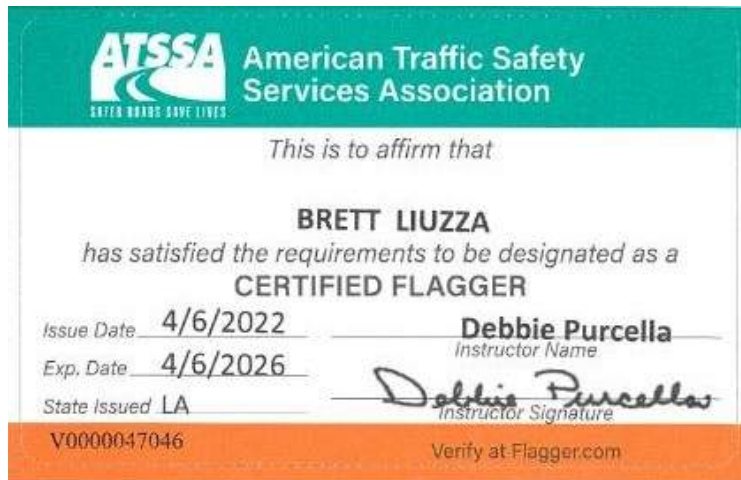 ATSSA
SAFER ROADS SAVE LIVES
American Traffic Safety
Services Association
This is to affirm that
BRETT LIUZZA
has satisfied the requirements to be designated as a
CERTIFIED FLAGGER
Issue Date 4/6/2022
Debbie Purcella
Instructor Name
Exp. Date 4/6/2026
Debbie Purcella
Instructor Signature
State Issued LA
V0000047046
Verify at Flagger.com